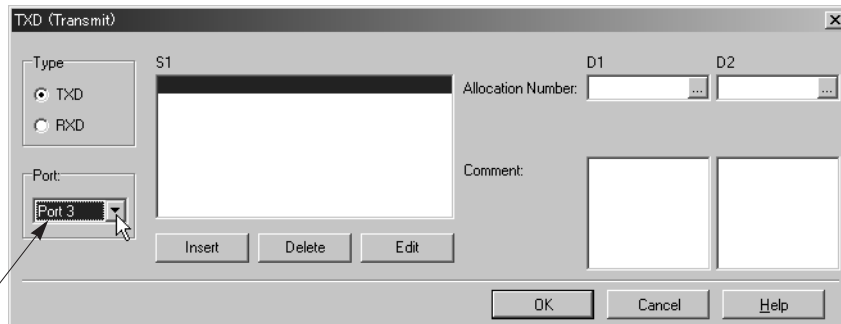 TXD (Transmit)
Type
TXD
RXD
Port:
Port 3
S1
Insert
Delete
Edit
D1
D2
Allocation Number:
...
...
Comment:
OK
Cancel
Help